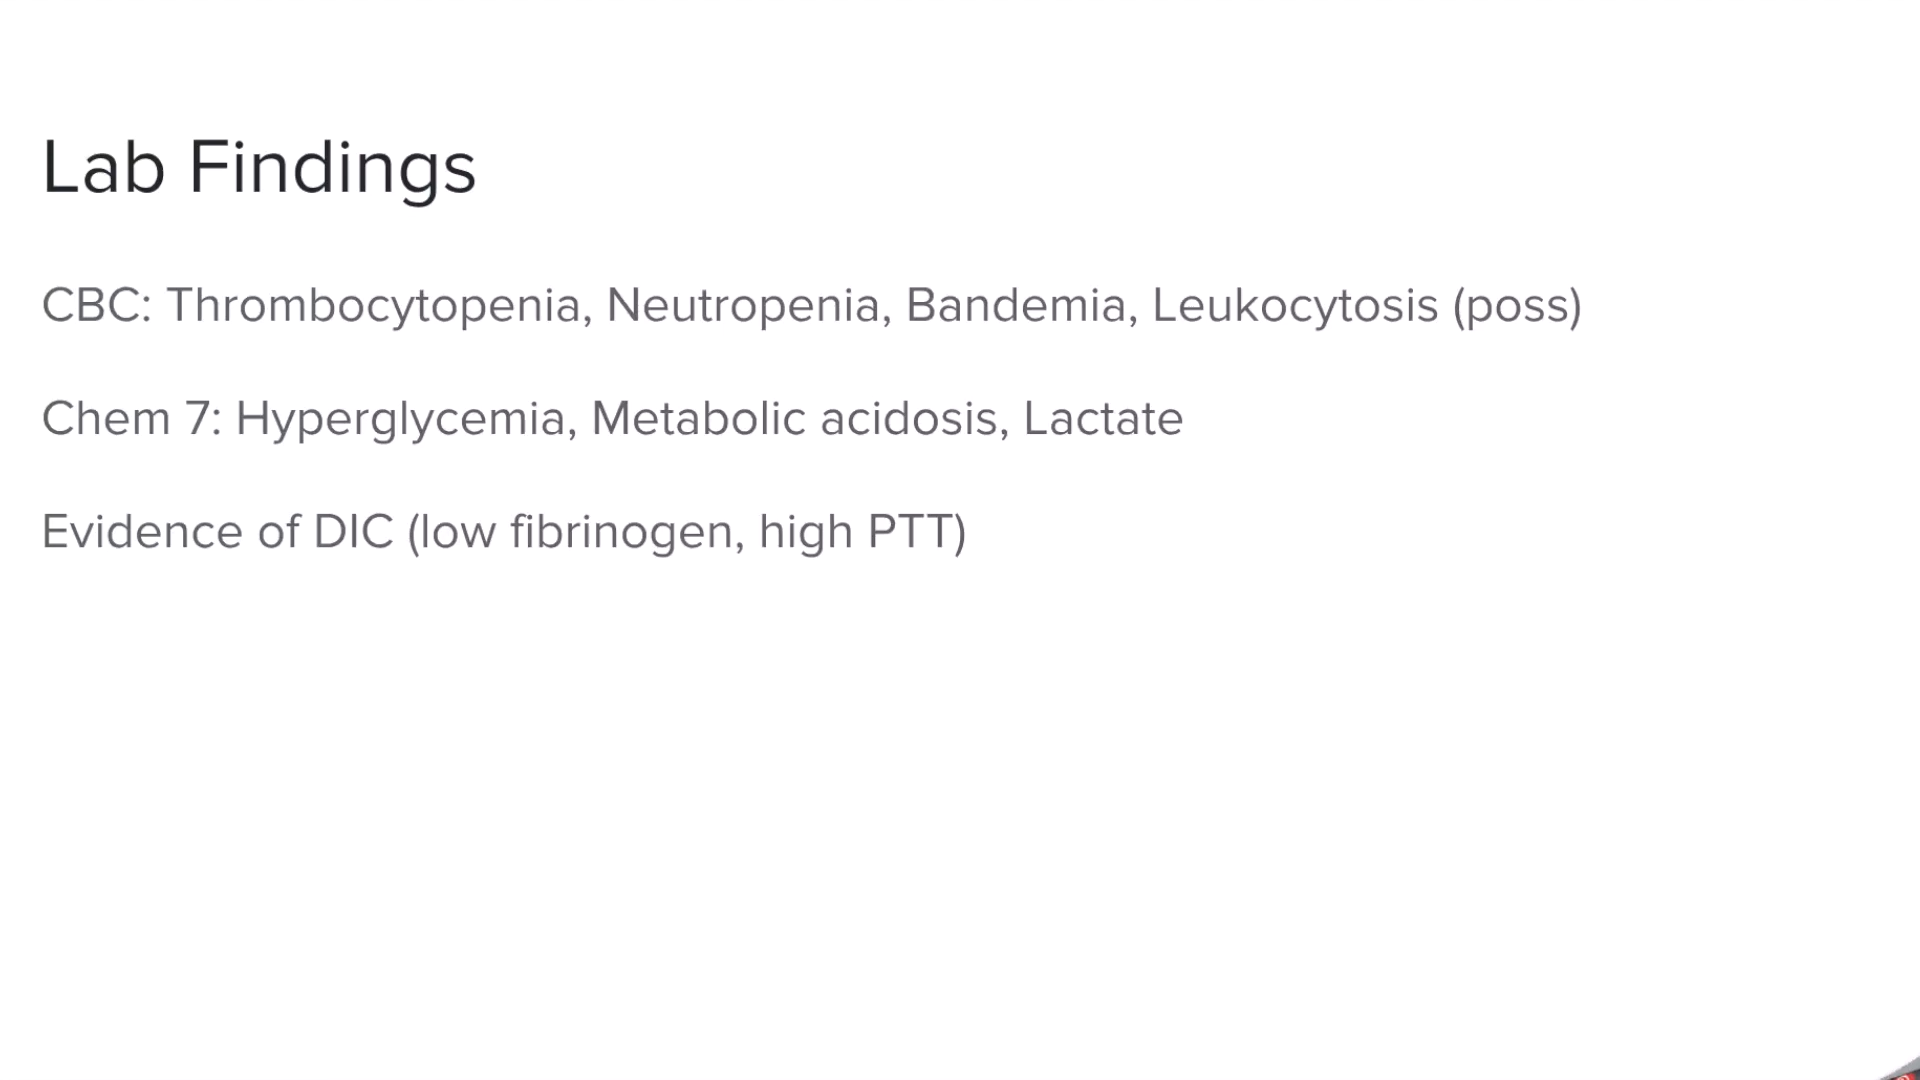 Lab Findings
CBC: Thrombocytopenia, Neutropenia, Bandemia, Leukocytosis (poss)
Chem 7: Hyperglycemia, Metabolic acidosis, Lactate
Evidence of DIC (low fibrinogen, high PTT)